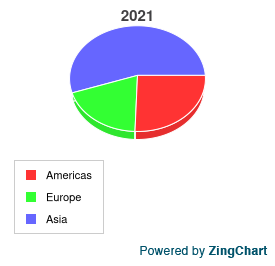 2021
Americas
Europe
Asia
Powered by ZingChart